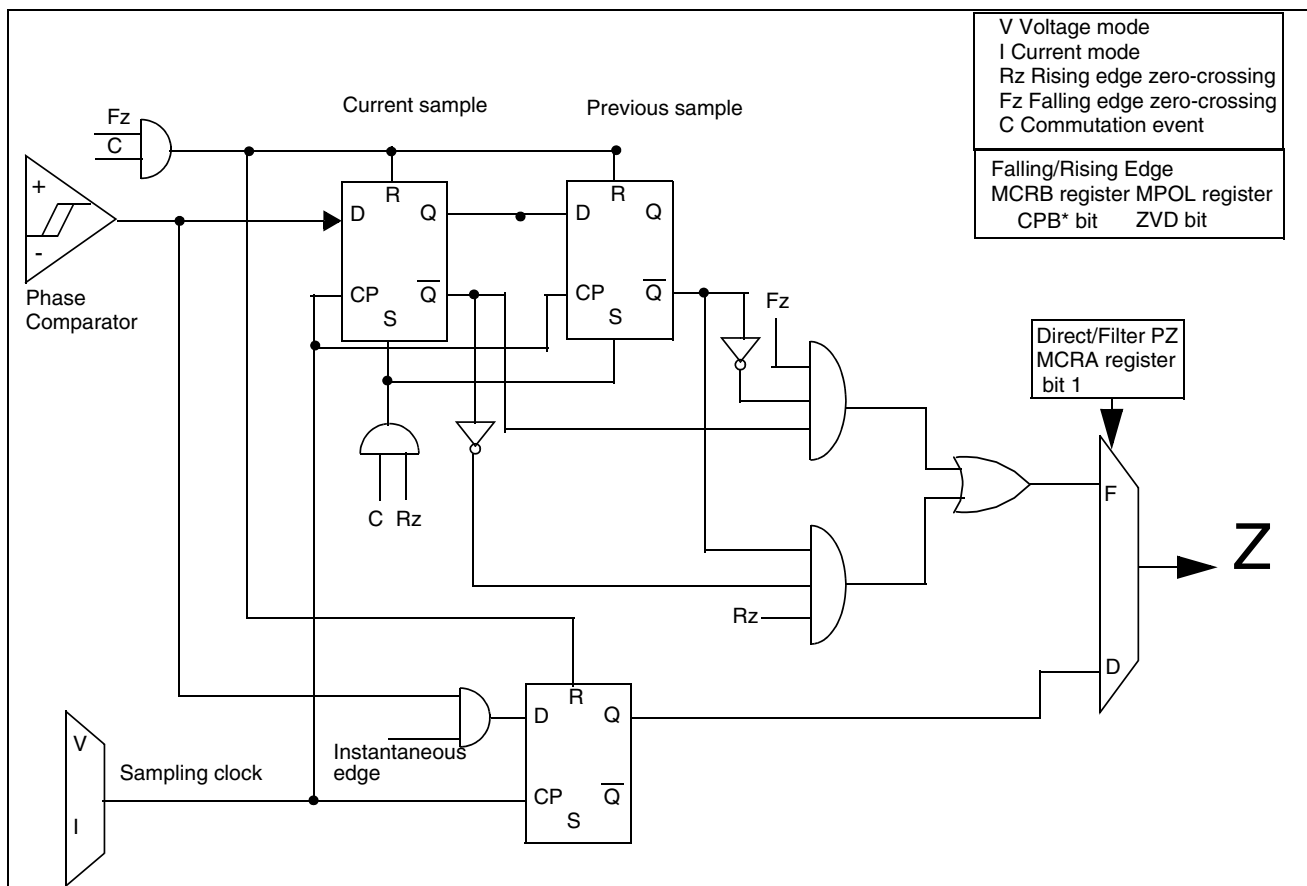 V Voltage mode
I Current mode
Rz Rising edge zero-crossing
Fz Falling edge zero-crossing
C Commutation event
Falling/Rising Edge
MCRB register MPOL register
CPB* bit ZVD bit
Current sample
Previous sample
Fz
C
+
-
Phase
Comparator
R
D Q
CP Q
S
R
D Q
CP Q
S
Fz
C Rz
Direct/Filter PZ
MCRA register
bit 1
F
D
Z
Rz
R
D Q
CP Q
S
Instantaneous
edge
V
I
Sampling clock